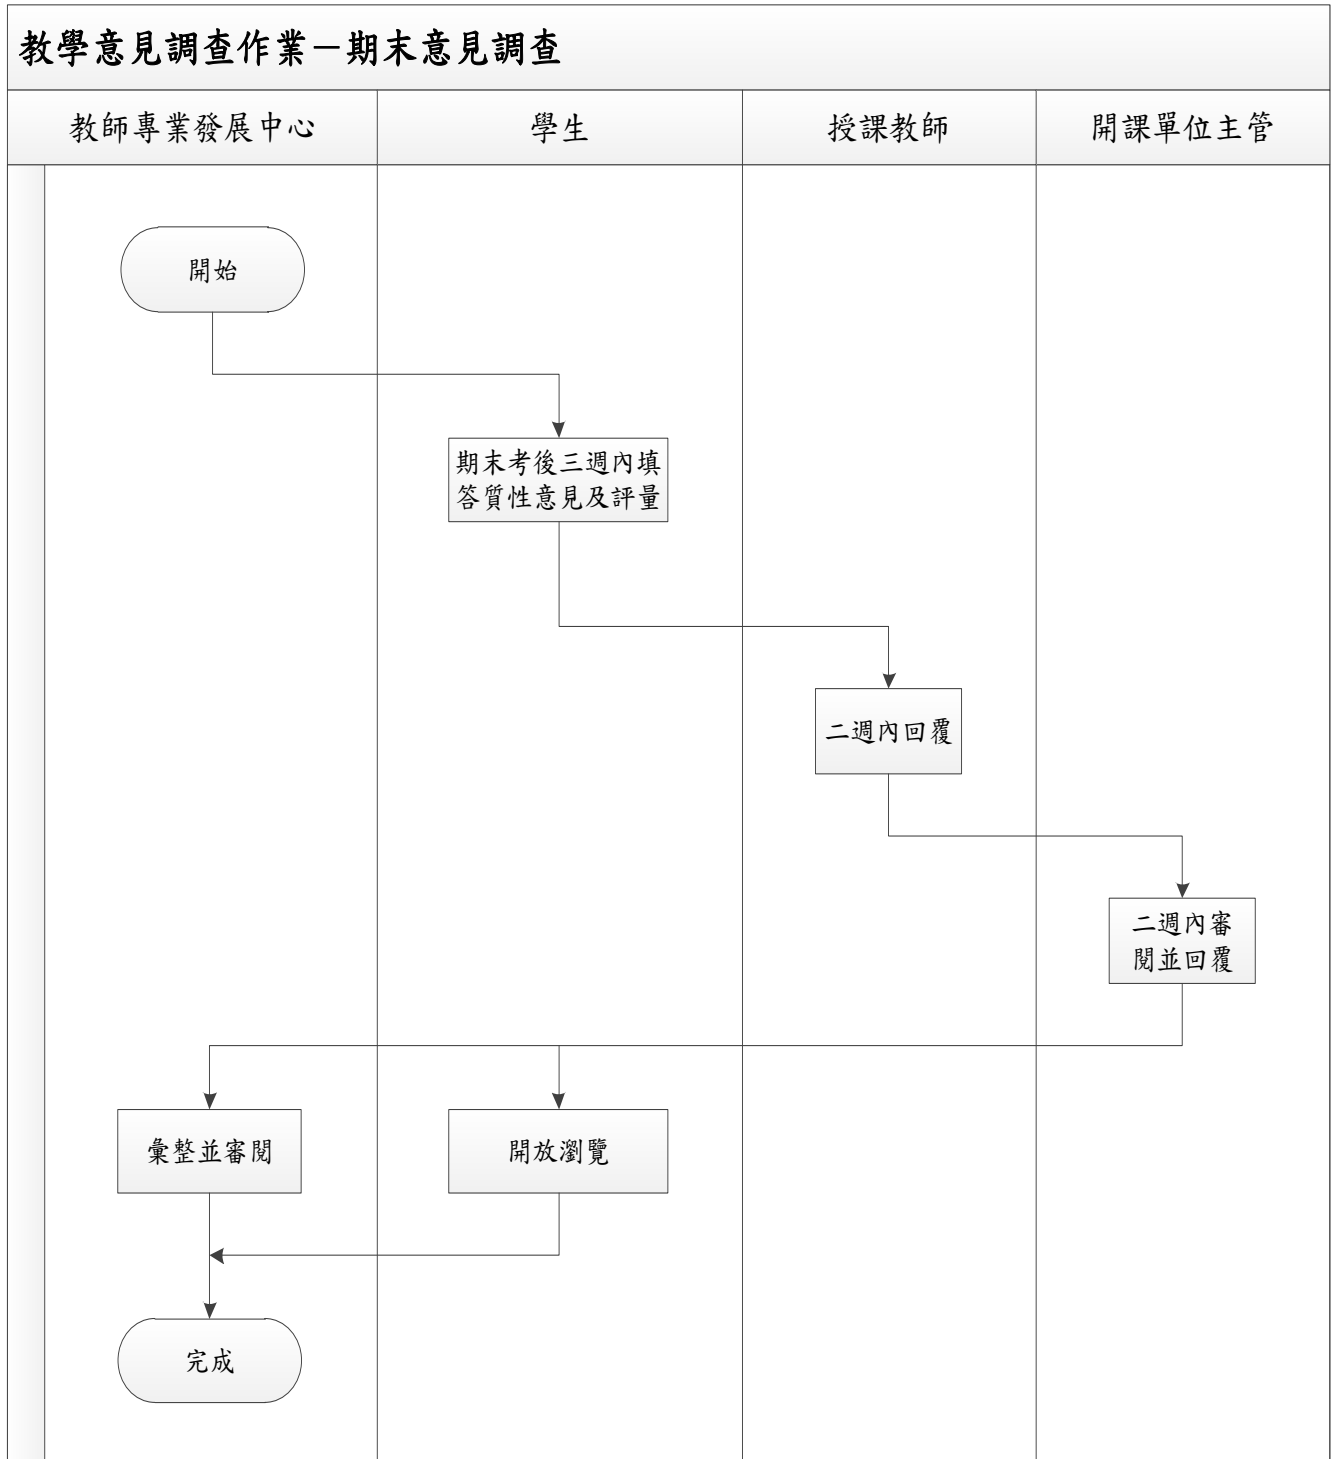 教學意見調查作業－期末意見調查
教師專業發展中心
學生
授課教師
開課單位主管
開始
期末考後三週內填
答質性意見及評量
二週內回覆
二週內審
閱並回覆
彙整並審閱
開放瀏覽
完成